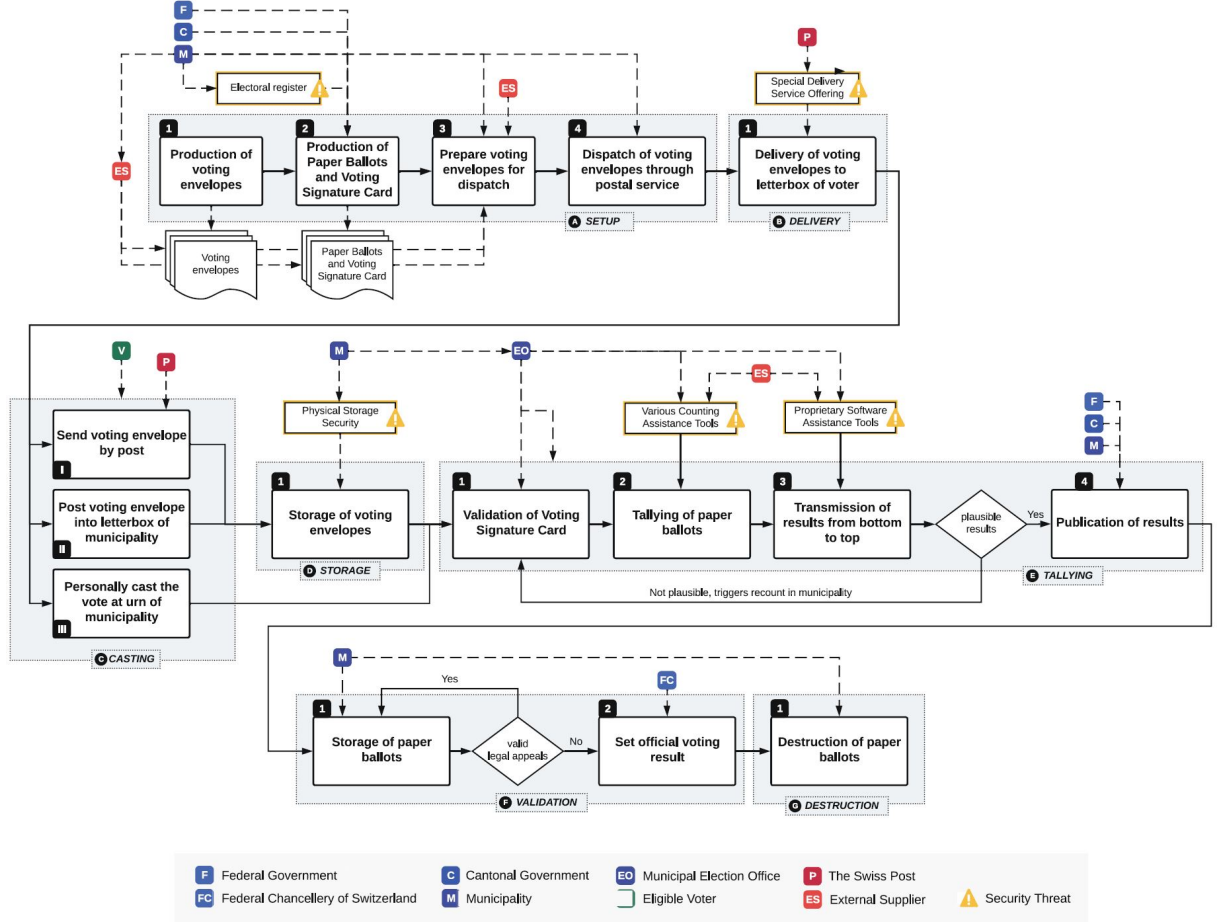 F
C
M
P
Electoral register
ES
Special Delivery
Service Offering
1
2
3
4
1
Production of
voting
envelopes
Production of
Paper Ballots
and Voting
Signature Card
Prepare voting
envelopes for
dispatch
Dispatch of voting
envelopes through
postal service
Delivery of voting
envelopes to
letterbox of voter
ES
A SETUP
B DELIVERY
Voting
envelopes
Paper Ballots
and Voting
Signature Card
V
P
M
EO
ES
Physical Storage
Security
Various Counting
Assistance Tools
Proprietary Software
Assistance Tools
F
C
M
Send voting envelope
by post
I
Post voting envelope
into letterbox of
municipality
II
Personally cast the
vote at urn of
municipality
III
C CASTING
1
Storage of voting
envelopes
D STORAGE
1
Validation of Voting
Signature Card
2
Tallying of paper
ballots
3
Transmission of
results from bottom
to top
plausible
results
Yes
4
Publication of results
E TALLYING
Not plausible, triggers recount in municipality
M
FC
Yes
1
Storage of paper
ballots
valid
legal appeals
No
2
Set official voting
result
1
Destruction of paper
ballots
F VALIDATION
G DESTRUCTION
F Federal Government
C Cantonal Government
EO Municipal Election Office
P The Swiss Post
FC Federal Chancellery of Switzerland
M Municipality
Eligible Voter
ES External Supplier
Security Threat